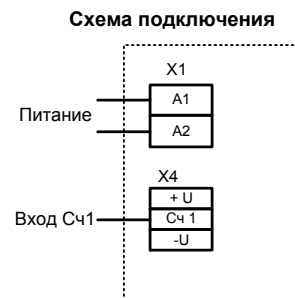 Схема подключения
X1
A1
Питание
A2
X4
+ U
Вход Сч1
Сч 1
-U